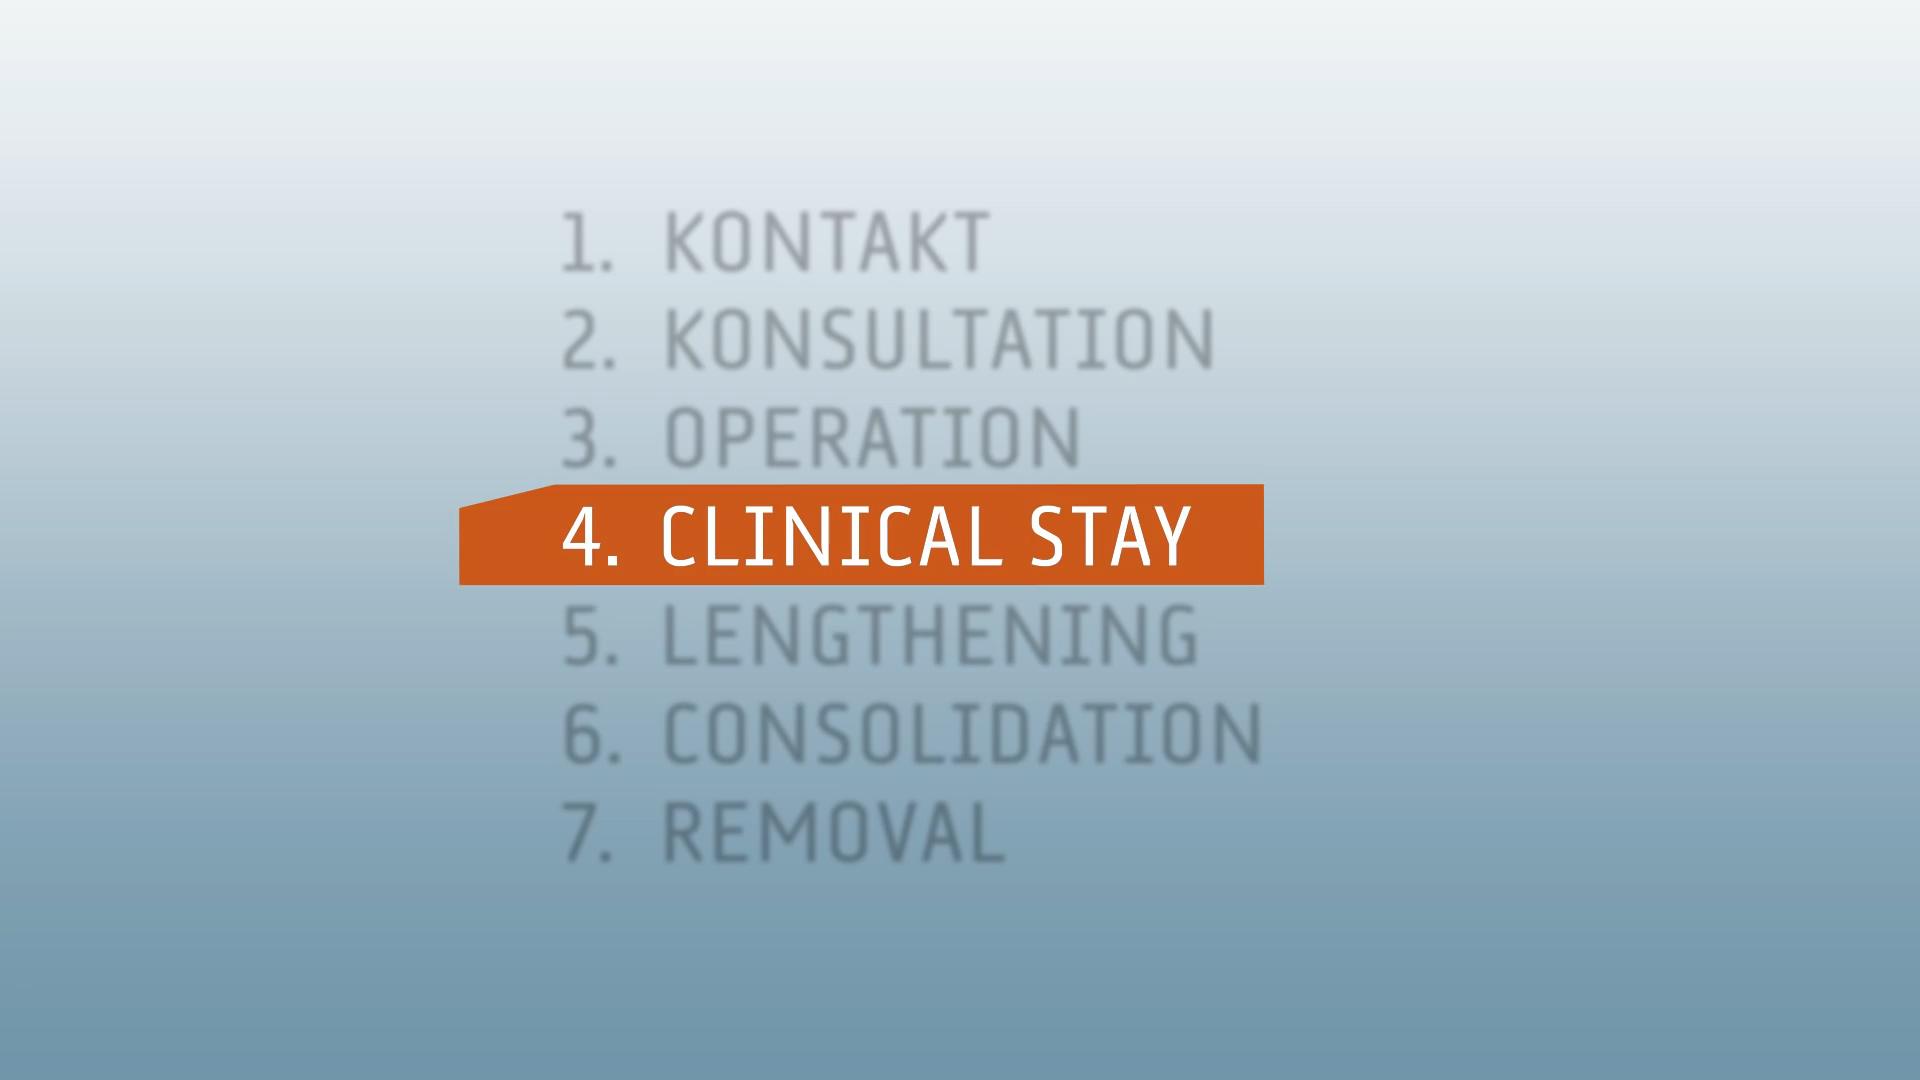 1. KONTAKT
2. KONSULTATION
3. OPERATION
4. CLINICAL STAY
5. LENGTHENING
6. CONSOLIDATION
7. REMOVAL